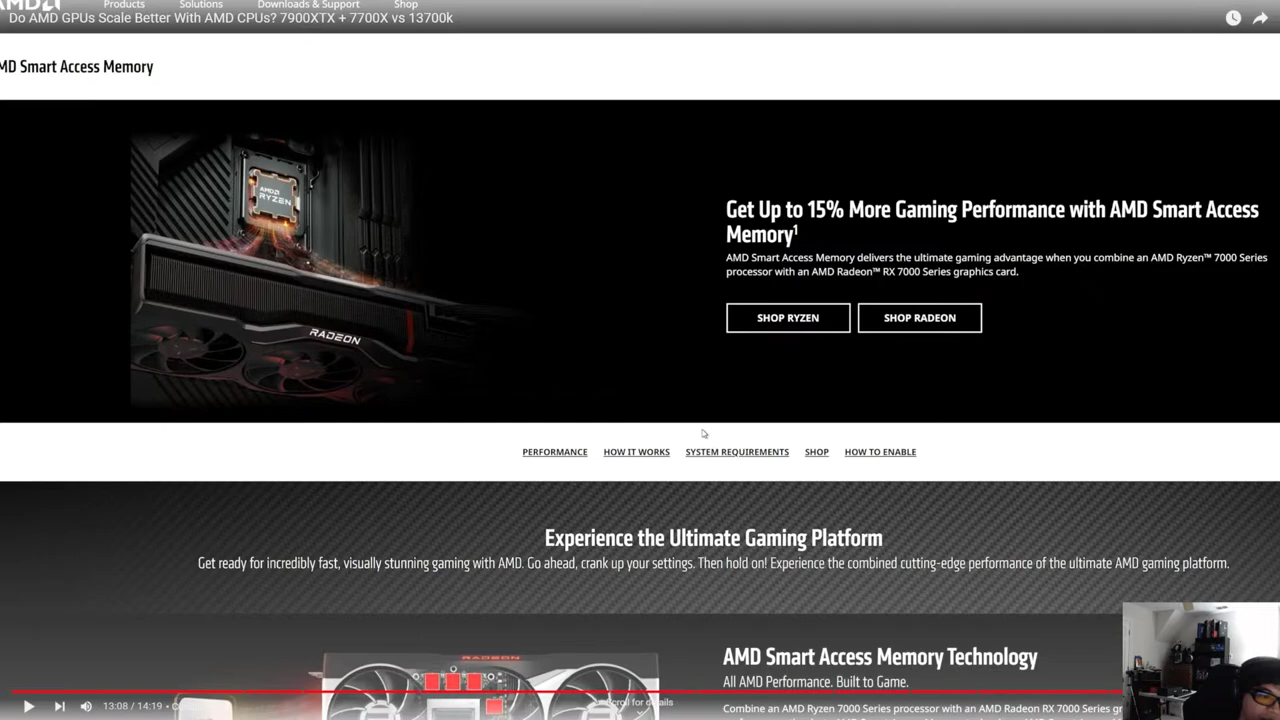 Products Solutions Downloads & Support Shop
Do AMD GPUs Scale Better With AMD CPUs? 7900XTX + 7700X vs 13700k
MD Smart Access Memory
AMD
RYZEN
RADEON
Get Up to 15% More Gaming Performance with AMD Smart Access
Memory¹
AMD Smart Access Memory delivers the ultimate gaming advantage when you combine an AMD Ryzen™ 7000 Series
processor with an AMD Radeon™ RX 7000 Series graphics card.
SHOP RYZEN SHOP RADEON
PERFORMANCE HOW IT WORKS SYSTEM REQUIREMENTS SHOP HOW TO ENABLE
Experience the Ultimate Gaming Platform
Get ready for incredibly fast, visually stunning gaming with AMD. Go ahead, crank up your settings. Then hold on! Experience the combined cutting-edge performance of the ultimate AMD gaming platform.
RADEON
AMD Smart Access Memory Technology
All AMD Performance. Built to Game.
Combine an AMD Ryzen 7000 Series processor with an AMD Radeon RX 7000 Series gr
Scroll for details
13:08 / 14:19 •